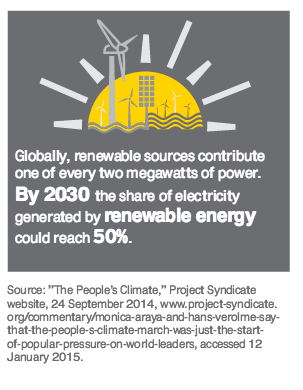 Globally, renewable sources contribute
one of every two megawatts of power.
By 2030 the share of electricity
generated by renewable energy
could reach 50%.
Source: ”The People’s Climate,” Project Syndicate
website, 24 September 2014, www.project-syndicate.
org/commentary/monica-araya-and-hans-verolme-say-
that-the-people-s-climate-march-was-just-the-start-
of-popular-pressure-on-world-leaders, accessed 12
January 2015.